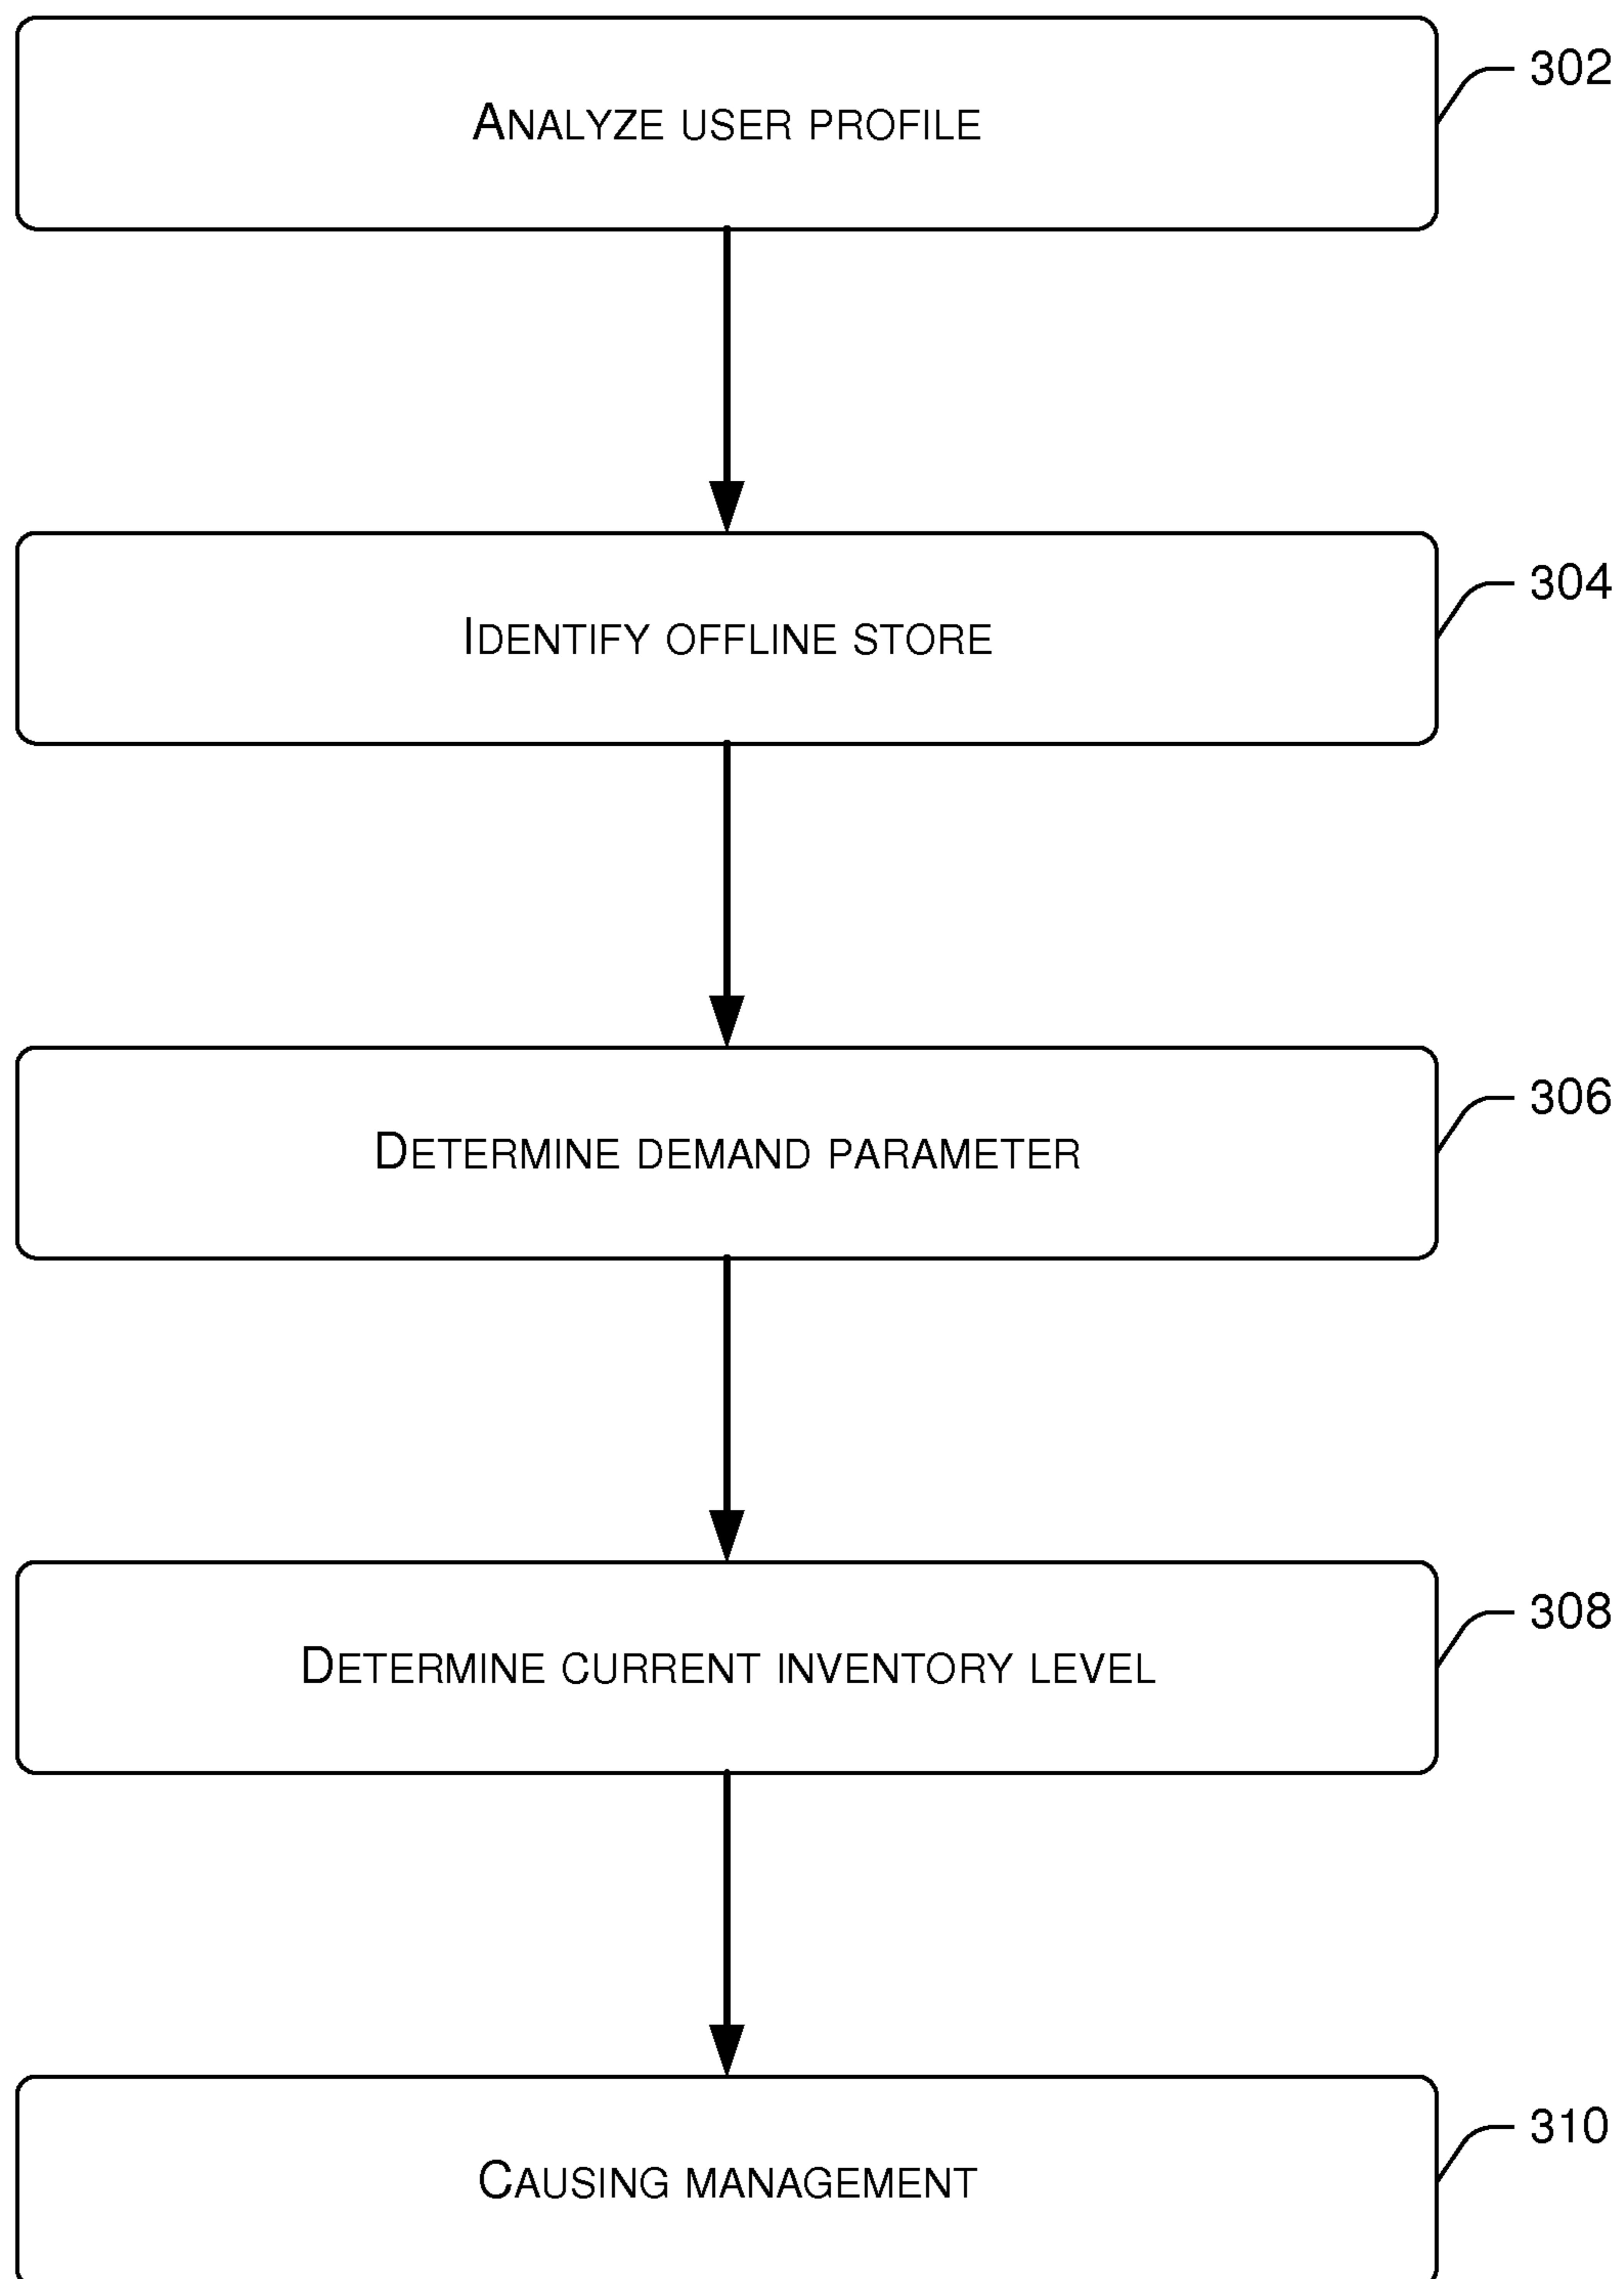 302
ANALYZE USER PROFILE
304
IDENTIFY OFFLINE STORE
306
DETERMINE DEMAND PARAMETER
308
DETERMINE CURRENT INVENTORY LEVEL
310
CAUSING MANAGEMENT